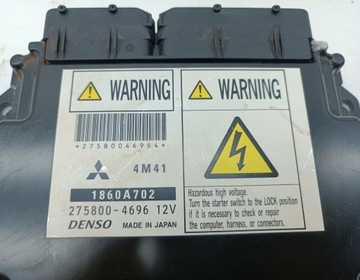 WARNING
*27580046964*
4M41
1860A702
275800-4696 12V
DENSO MADE IN JAPAN
WARNING
Hazardous high voltage.
Turn the starter switch to the LOCK position
if it is necessary to check or repair
the computer, harness, or connectors.